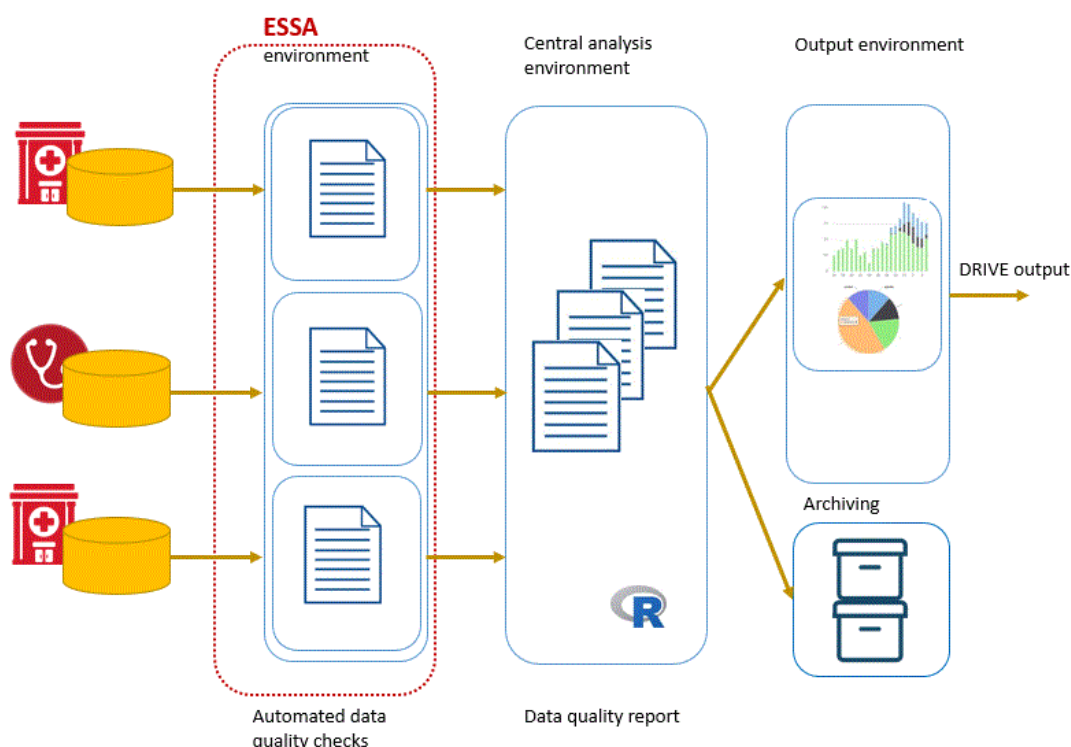 ESSA
environment
Central analysis
environment
Output environment
DRIVE output
Archiving
R
Automated data
quality checks
Data quality report